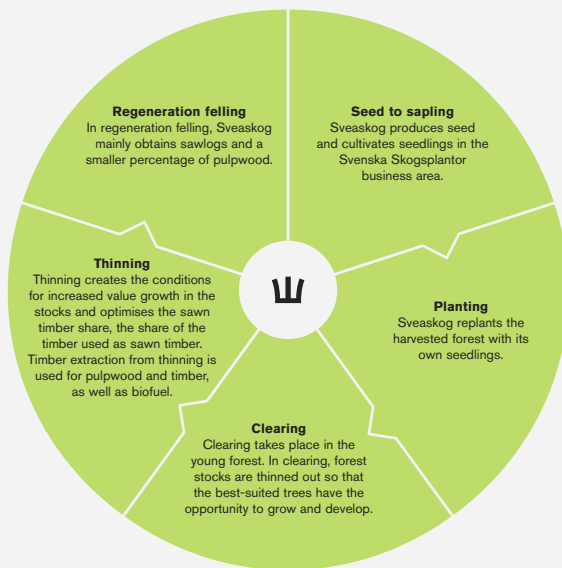 Regeneration felling
In regeneration felling, Sveaskog
mainly obtains sawlogs and a
smaller percentage of pulpwood.
Seed to sapling
Sveaskog produces seed
and cultivates seedlings in the
Svenska Skogsplantor
business area.
Planting
Sveaskog replants the
harvested forest with its
own seedlings.
Clearing
Clearing takes place in the
young forest. In clearing, forest
stocks are thinned out so that
the best-suited trees have the
opportunity to grow and develop.
Thinning
Thinning creates the conditions
for increased value growth in the
stocks and optimises the sawn
timber share, the share of the
timber used as sawn timber.
Timber extraction from thinning is
used for pulpwood and timber,
as well as biofuel.